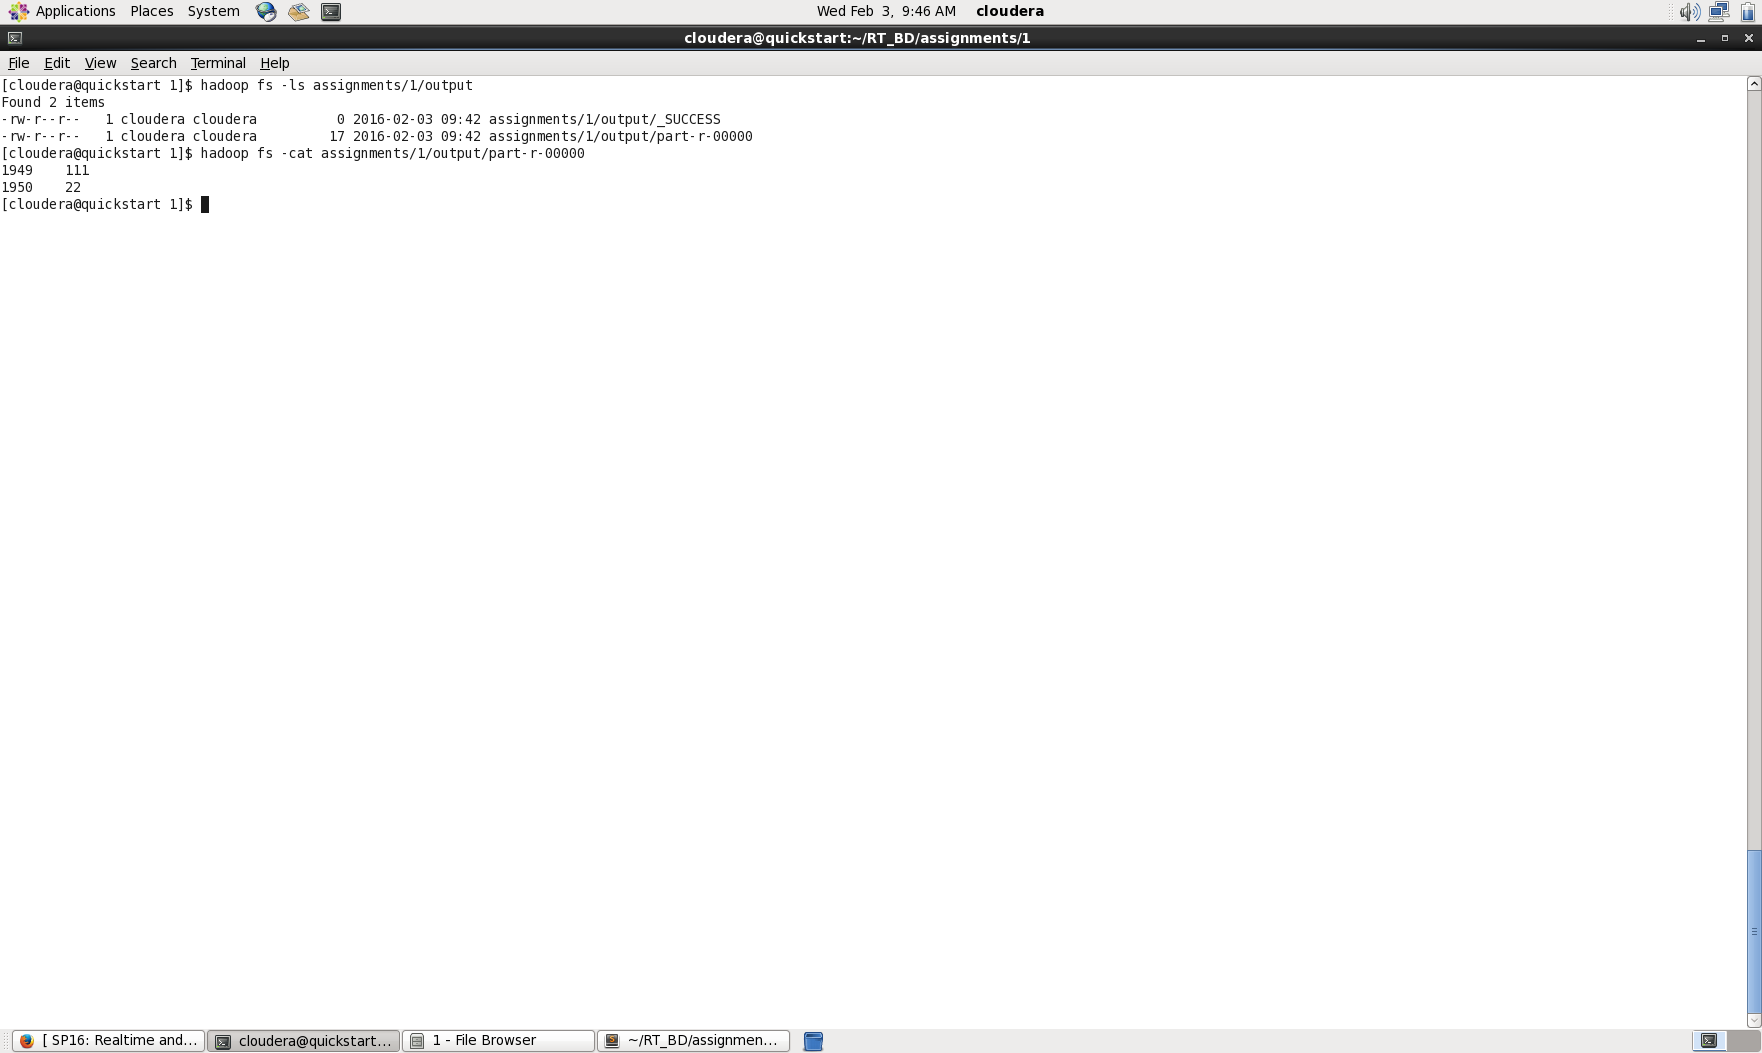 Applications Places System Wed Feb 3, 9:46 AM cloudera
cloudera@quickstart:~/RT_BD/assignments/1
File Edit View Search Terminal Help
[cloudera@quickstart 1]$ hadoop fs -ls assignments/1/output
Found 2 items
-rw-r--r-- 1 cloudera cloudera 0 2016-02-03 09:42 assignments/1/output/_SUCCESS
-rw-r--r-- 1 cloudera cloudera 17 2016-02-03 09:42 assignments/1/output/part-r-00000
[cloudera@quickstart 1]$ hadoop fs -cat assignments/1/output/part-r-00000
1949 111
1950 22
[cloudera@quickstart 1]$
[ SP16: Realtime and... cloudera@quickstart... 1 - File Browser ~/RT_BD/assignmen...